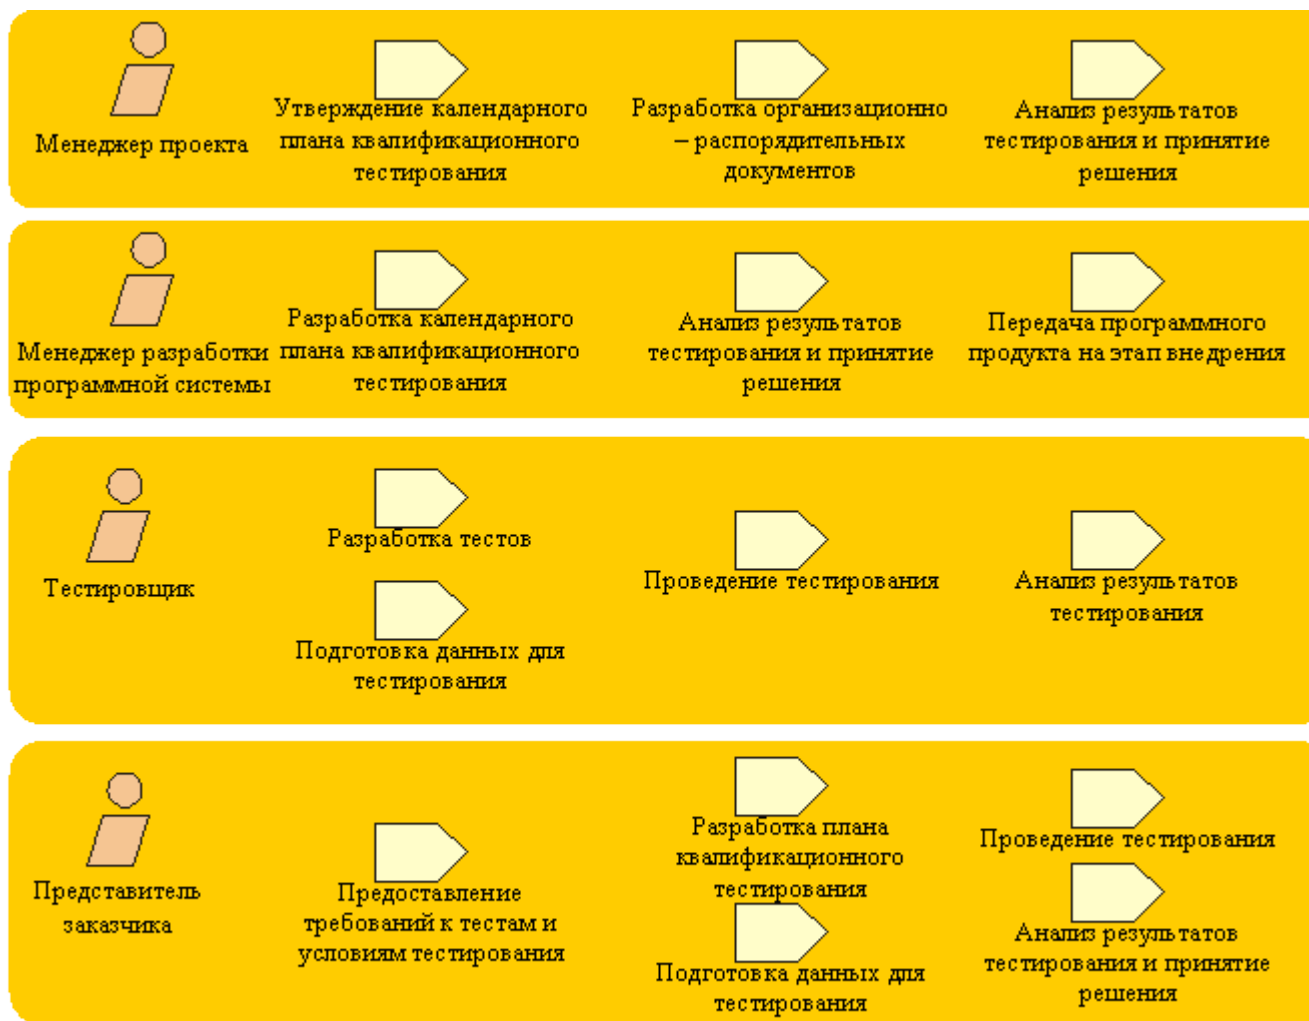 Менеджер проекта
Утверждение календарного
плана квалификационного
тестирования
Разработка организационно
– распорядительных
документов
Анализ результатов
тестирования и принятие
решения
Менеджер разработки
программной системы
Разработка календарного
плана квалификационного
тестирования
Анализ результатов
тестирования и принятие
решения
Передача программного
продукта на этап внедрения
Тестировщик
Разработка тестов
Подготовка данных для
тестирования
Проведение тестирования
Анализ результатов
тестирования
Представитель
заказчика
Предоставление
требований к тестам и
условиям тестирования
Разработка плана
квалификационного
тестирования
Подготовка данных для
тестирования
Проведение тестирования
Анализ результатов
тестирования и принятие
решения